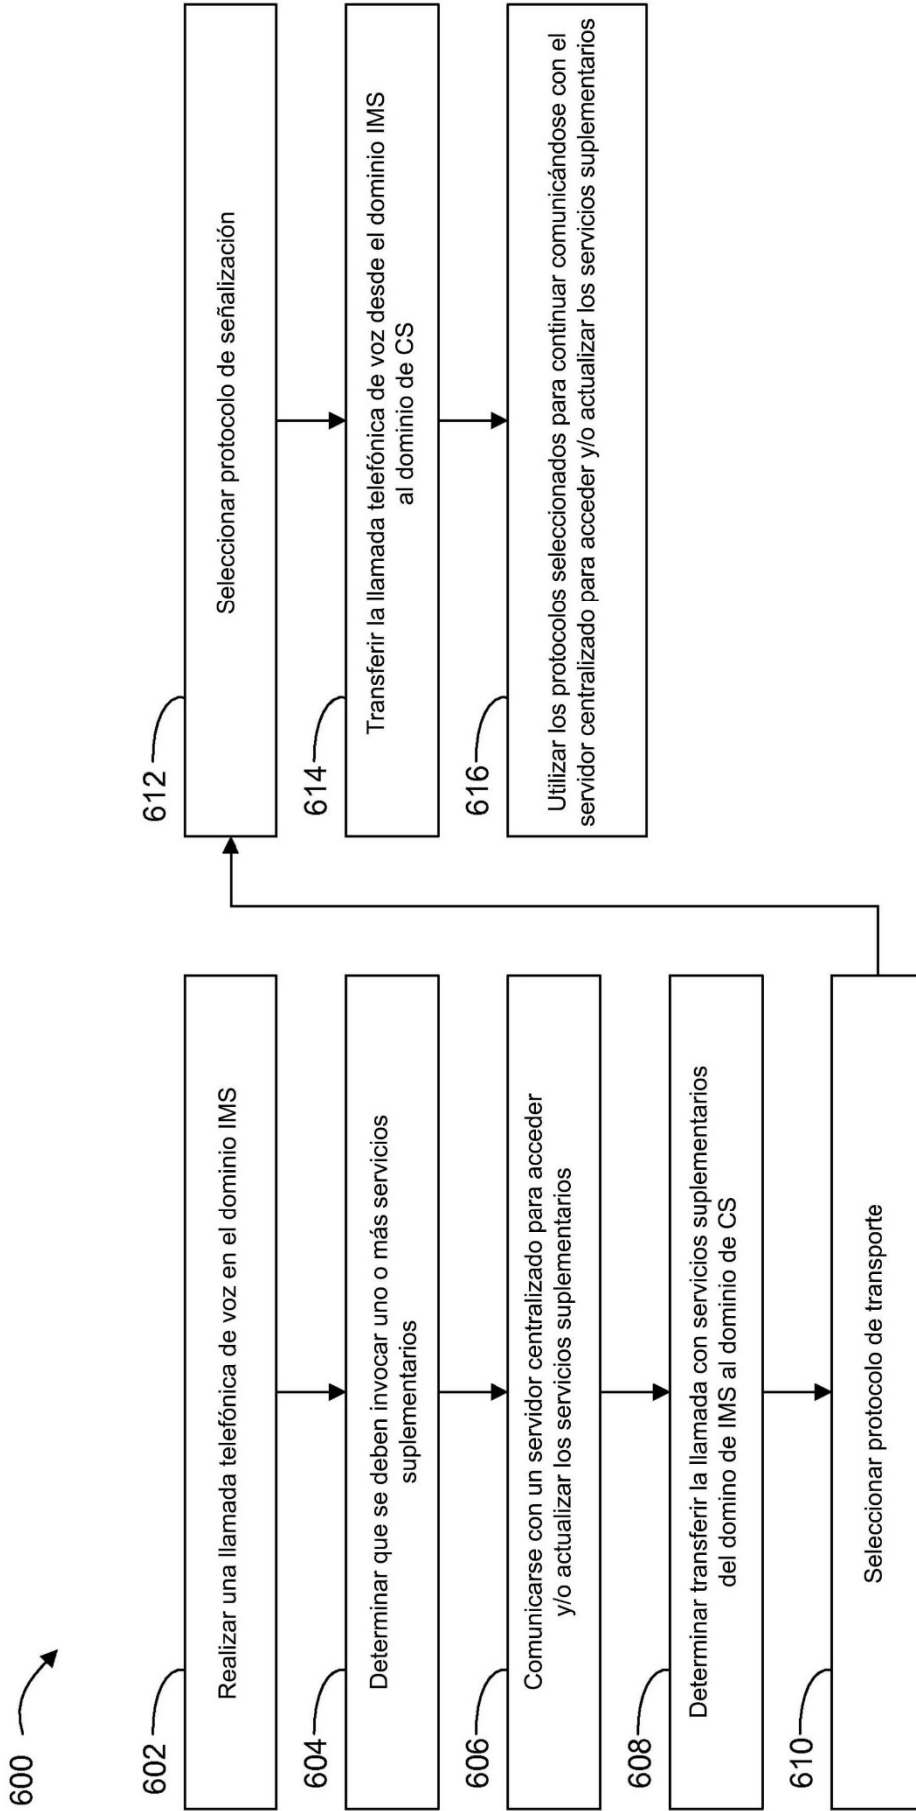 600
602
Realizar una llamada telefónica de voz en el dominio IMS
604
Determinar que se deben invocar uno o más servicios
suplementarios
606
Comunicarse con un servidor centralizado para acceder
y/o actualizar los servicios suplementarios
608
Determinar transferir la llamada con servicios suplementarios
del domino de IMS al dominio de CS
610
Seleccionar protocolo de transporte
612
Seleccionar protocolo de señalización
614
Transferir la llamada telefónica de voz desde el dominio IMS
al dominio de CS
616
Utilizar los protocolos seleccionados para continuar comunicándose con el
servidor centralizado para acceder y/o actualizar los servicios suplementarios